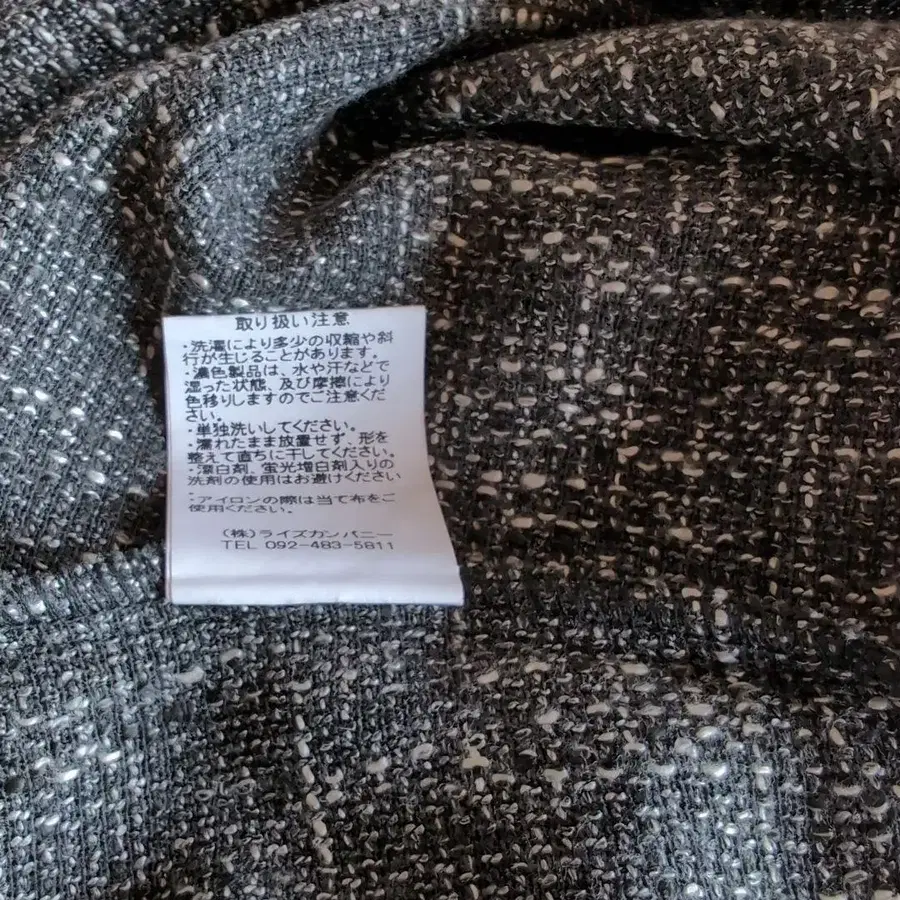 取り扱い注意
・洗濯により多少の収縮や斜
行が生じることがあります。
・濃色製品は、水や汗などで
湿った状態、及び摩擦により
色移りしますのでご注意くだ
さい。
・単独洗いしてください。
・濡れたまま放置せず、形を
整えて直ちに干してください。
・漂白剤、蛍光増白剤入りの
洗剤の使用はお避けください
。
・アイロンの際は当て布をご
使用ください。
(株)ライズカンパニー
TEL 092-483-5811